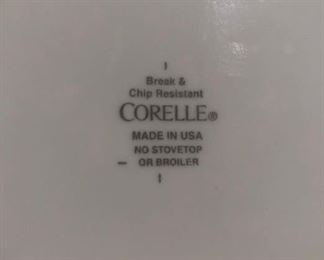 Break &
Chip Resistant
CORELLE®
MADE IN USA
NO STOVETOP
OR BROILER